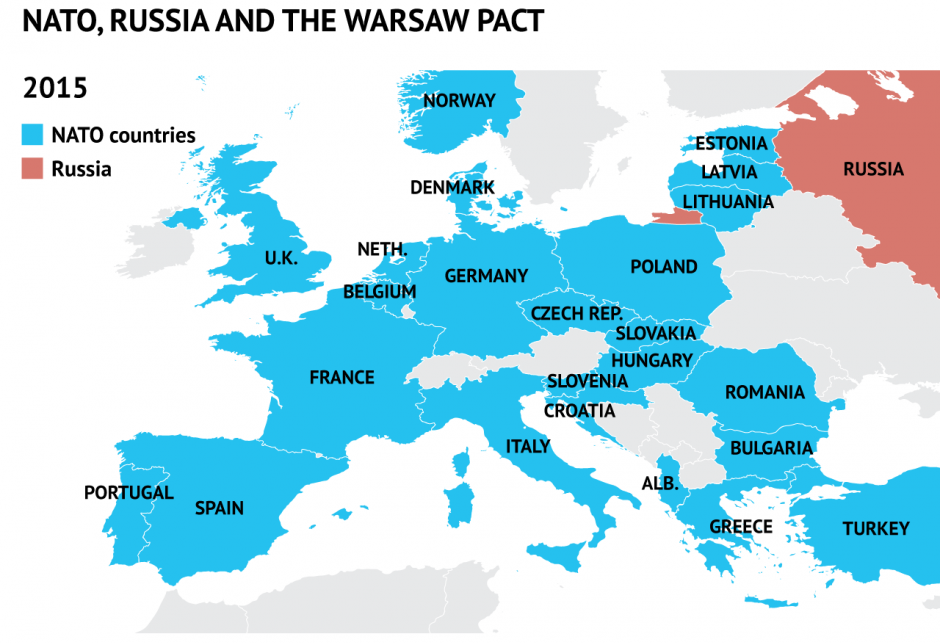 NATO, RUSSIA AND THE WARSAW PACT
2015
NATO countries
Russia
NORWAY
ESTONIA
LATVIA
RUSSIA
DENMARK
LITHUANIA
NETH.
U.K.
GERMANY
POLAND
BELGIUM
CZECH REP.
SLOVAKIA
HUNGARY
FRANCE
SLOVENIA
ROMANIA
CROATIA
ITALY
BULGARIA
ALB.
PORTUGAL
SPAIN
GREECE
TURKEY